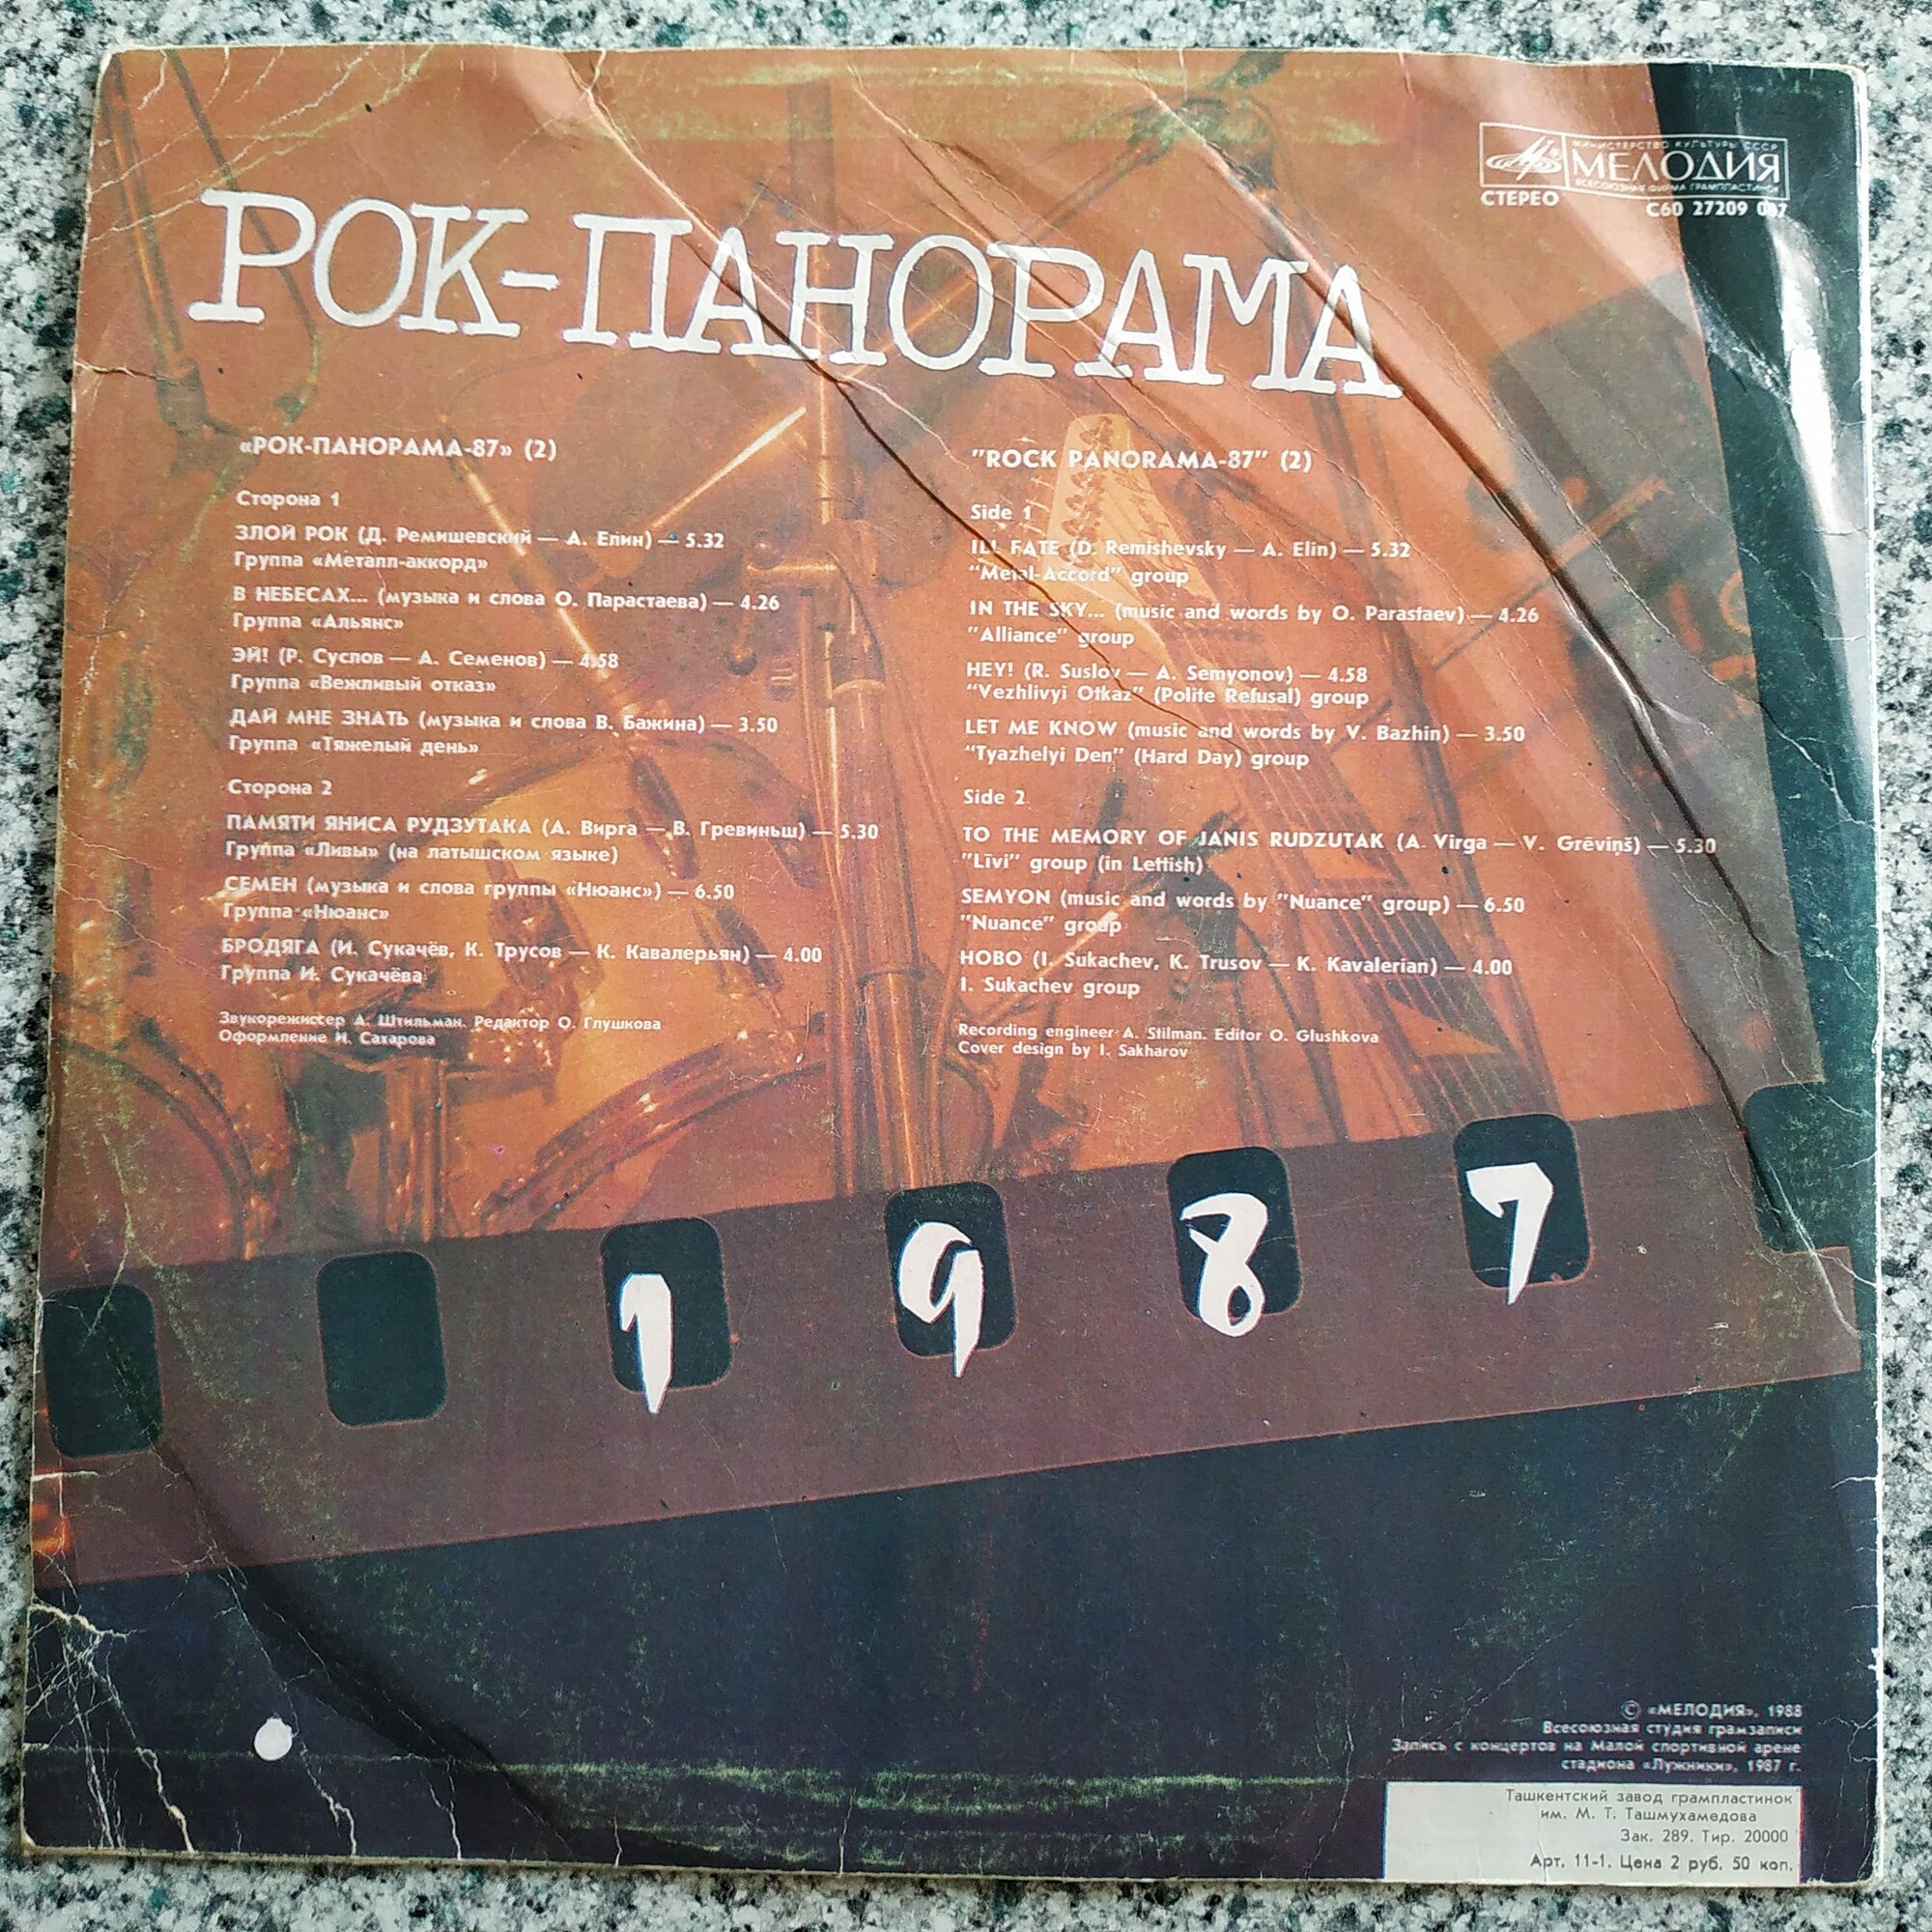 МИНИСТЕРСТВО КУЛЬТУРЫ СССР
МЕЛОДИЯ
ВСЕСОЮЗНАЯ ФИРМА ГРАМПЛАСТИНОК
СТЕРЕО
С60 27209 007
РОК-ПАНОРАМА
«РОК-ПАНОРАМА-87» (2)
Сторона 1
ЗЛОЙ РОК (Д. Ремишевский — А. Елин) — 5.32
Группа «Металл-аккорд»
В НЕБЕСАХ... (музыка и слова О. Парастаева) — 4.26
Группа «Альянс»
ЭЙ! (Р. Суслов — А. Семенов) — 4.58
Группа «Вежливый отказ»
ДАЙ МНЕ ЗНАТЬ (музыка и слова В. Бажина) — 3.50
Группа «Тяжелый день»
Сторона 2
ПАМЯТИ ЯНИСА РУДЗУТАКА (А. Вирга — В. Гревиньш) — 5.30
Группа «Ливы» (на латышском языке)
СЕМЕН (музыка и слова группы «Нюанс») — 6.50
Группа «Нюанс»
БРОДЯГА (И. Сукачёв, К. Трусов — К. Кавалерьян) — 4.00
Группа И. Сукачёва
Звукорежиссер А. Штильман. Редактор О. Глушкова
Оформление И. Сахарова
"ROCK PANORAMA-87" (2)
Side 1
ILL FATE (D. Remishevsky — A. Elin) — 5.32
"Metal-Accord" group
IN THE SKY... (music and words by O. Parastaev) — 4.26
"Alliance" group
HEY! (R. Suslov — A. Semyonov) — 4.58
"Vezhlivyi Otkaz" (Polite Refusal) group
LET ME KNOW (music and words by V. Bazhin) — 3.50
"Tyazhelyi Den" (Hard Day) group
Side 2
TO THE MEMORY OF JANIS RUDZUTAK (A. Virga — V. Grēviņš) — 5.30
"Līvi" group (in Lettish)
SEMYON (music and words by "Nuance" group) — 6.50
"Nuance" group
HOBO (I. Sukachev, K. Trusov — K. Kavalerian) — 4.00
I. Sukachev group
Recording engineer A. Stilman. Editor O. Glushkova
Cover design by I. Sakharov
1987
© «МЕЛОДИЯ», 1988
Всесоюзная студия грамзаписи
Запись с концертов на Малой спортивной арене
стадиона «Лужники», 1987 г.
Ташкентский завод грампластинок
им. М. Т. Ташмухамедова
Зак. 289. Тир. 20000
Арт. 11-1. Цена 2 руб. 50 коп.